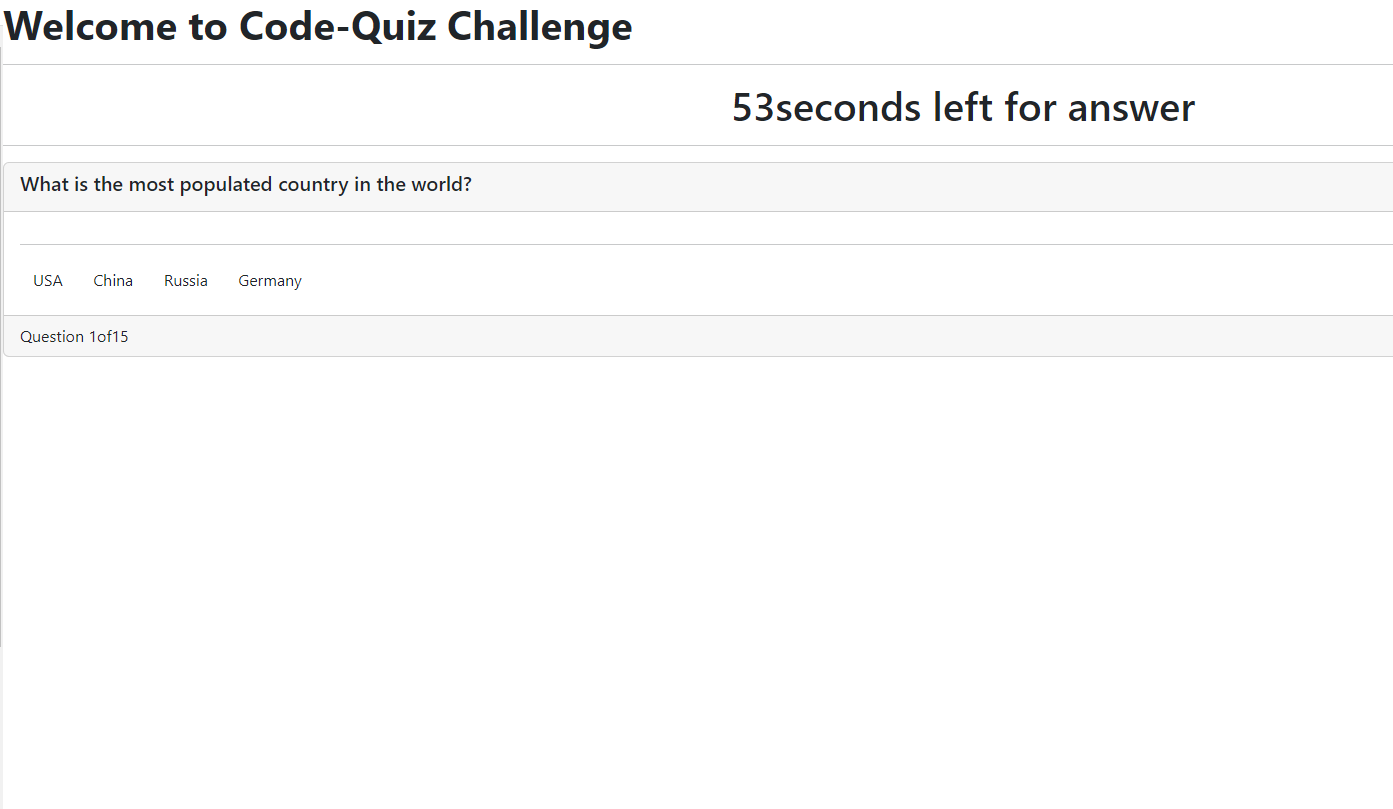 Welcome to Code-Quiz Challenge
53seconds left for answer
What is the most populated country in the world?
USA China Russia Germany
Question 1of15